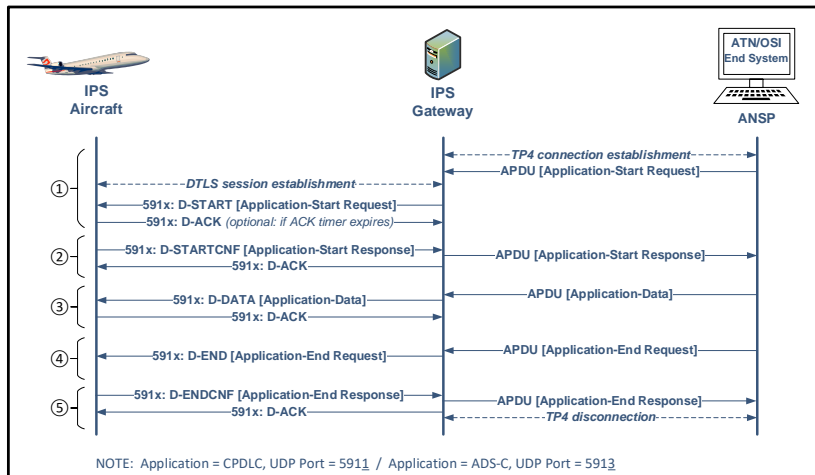 ATN/OSI
End System
IPS
Aircraft
IPS
Gateway
ANSP
①
TP4 connection establishment
APDU [Application-Start Request]
DTLS session establishment
591x: D-START [Application-Start Request]
591x: D-ACK (optional: if ACK timer expires)
②
591x: D-STARTCNF [Application-Start Response]
APDU [Application-Start Response]
591x: D-ACK
③
591x: D-DATA [Application-Data]
APDU [Application-Data]
591x: D-ACK
④
591x: D-END [Application-End Request]
APDU [Application-End Request]
⑤
591x: D-ENDCNF [Application-End Response]
APDU [Application-End Response]
591x: D-ACK
TP4 disconnection
NOTE: Application = CPDLC, UDP Port = 5911 / Application = ADS-C, UDP Port = 5913